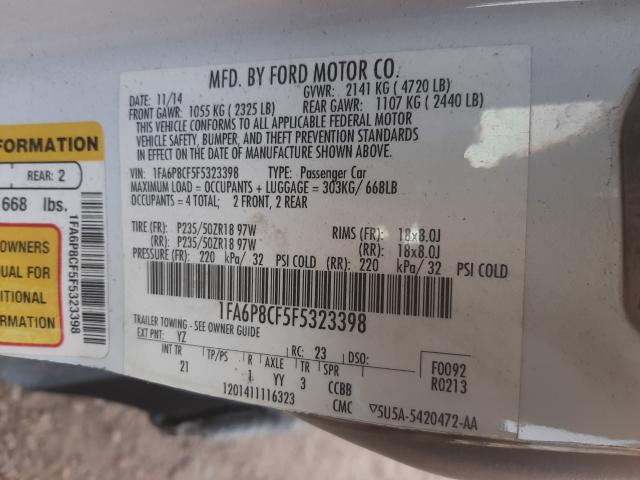 FORMATION
REAR: 2
668 lbs.
OWNERS
NUAL FOR
ITIONAL
FORMATION
1FA6P8CF5F5323398
MFD. BY FORD MOTOR CO.
DATE: 11/14 GVWR: 2141 KG ( 4720 LB)
FRONT GAWR: 1055 KG ( 2325 LB) REAR GAWR: 1107 KG ( 2440 LB)
THIS VEHICLE CONFORMS TO ALL APPLICABLE FEDERAL MOTOR
VEHICLE SAFETY, BUMPER, AND THEFT PREVENTION STANDARDS
IN EFFECT ON THE DATE OF MANUFACTURE SHOWN ABOVE.
VIN: 1FA6P8CF5F5323398 TYPE: Passenger Car
MAXIMUM LOAD = OCCUPANTS + LUGGAGE = 303KG/ 668LB
OCCUPANTS = 4 TOTAL; 2 FRONT, 2 REAR
TIRE (FR): P235/50ZR18 97W RIMS (FR): 18x8.0J
(RR): P235/50ZR18 97W (RR): 18x8.0J
PRESSURE (FR): 220 kPa/ 32 PSI COLD (RR): 220 kPa/ 32 PSI COLD
1FA6P8CF5F5323398
TRAILER TOWING - SEE OWNER GUIDE
EXT PNT: YZ RC: 23 DSO:
INT TR TP/PS R AXLE TR SPR
21 1 YY 3 CCBB
F0092
R0213
1201411116323 CMC ▽5U5A-5420472-AA